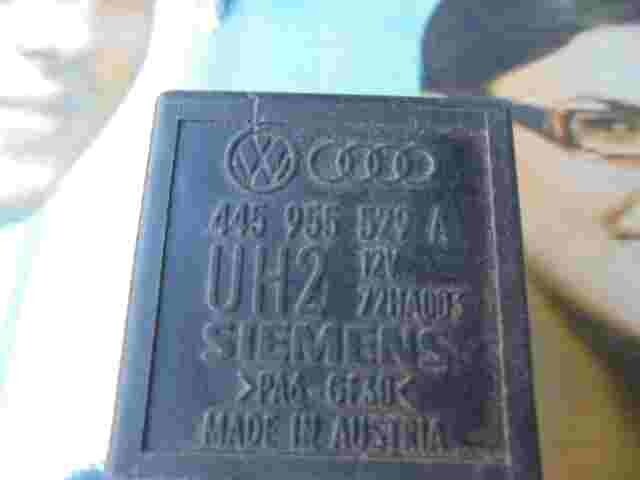 445 955 529 A
UH2 12V
72HA003
SIEMENS
>PA6-GF30<
MADE IN AUSTRIA